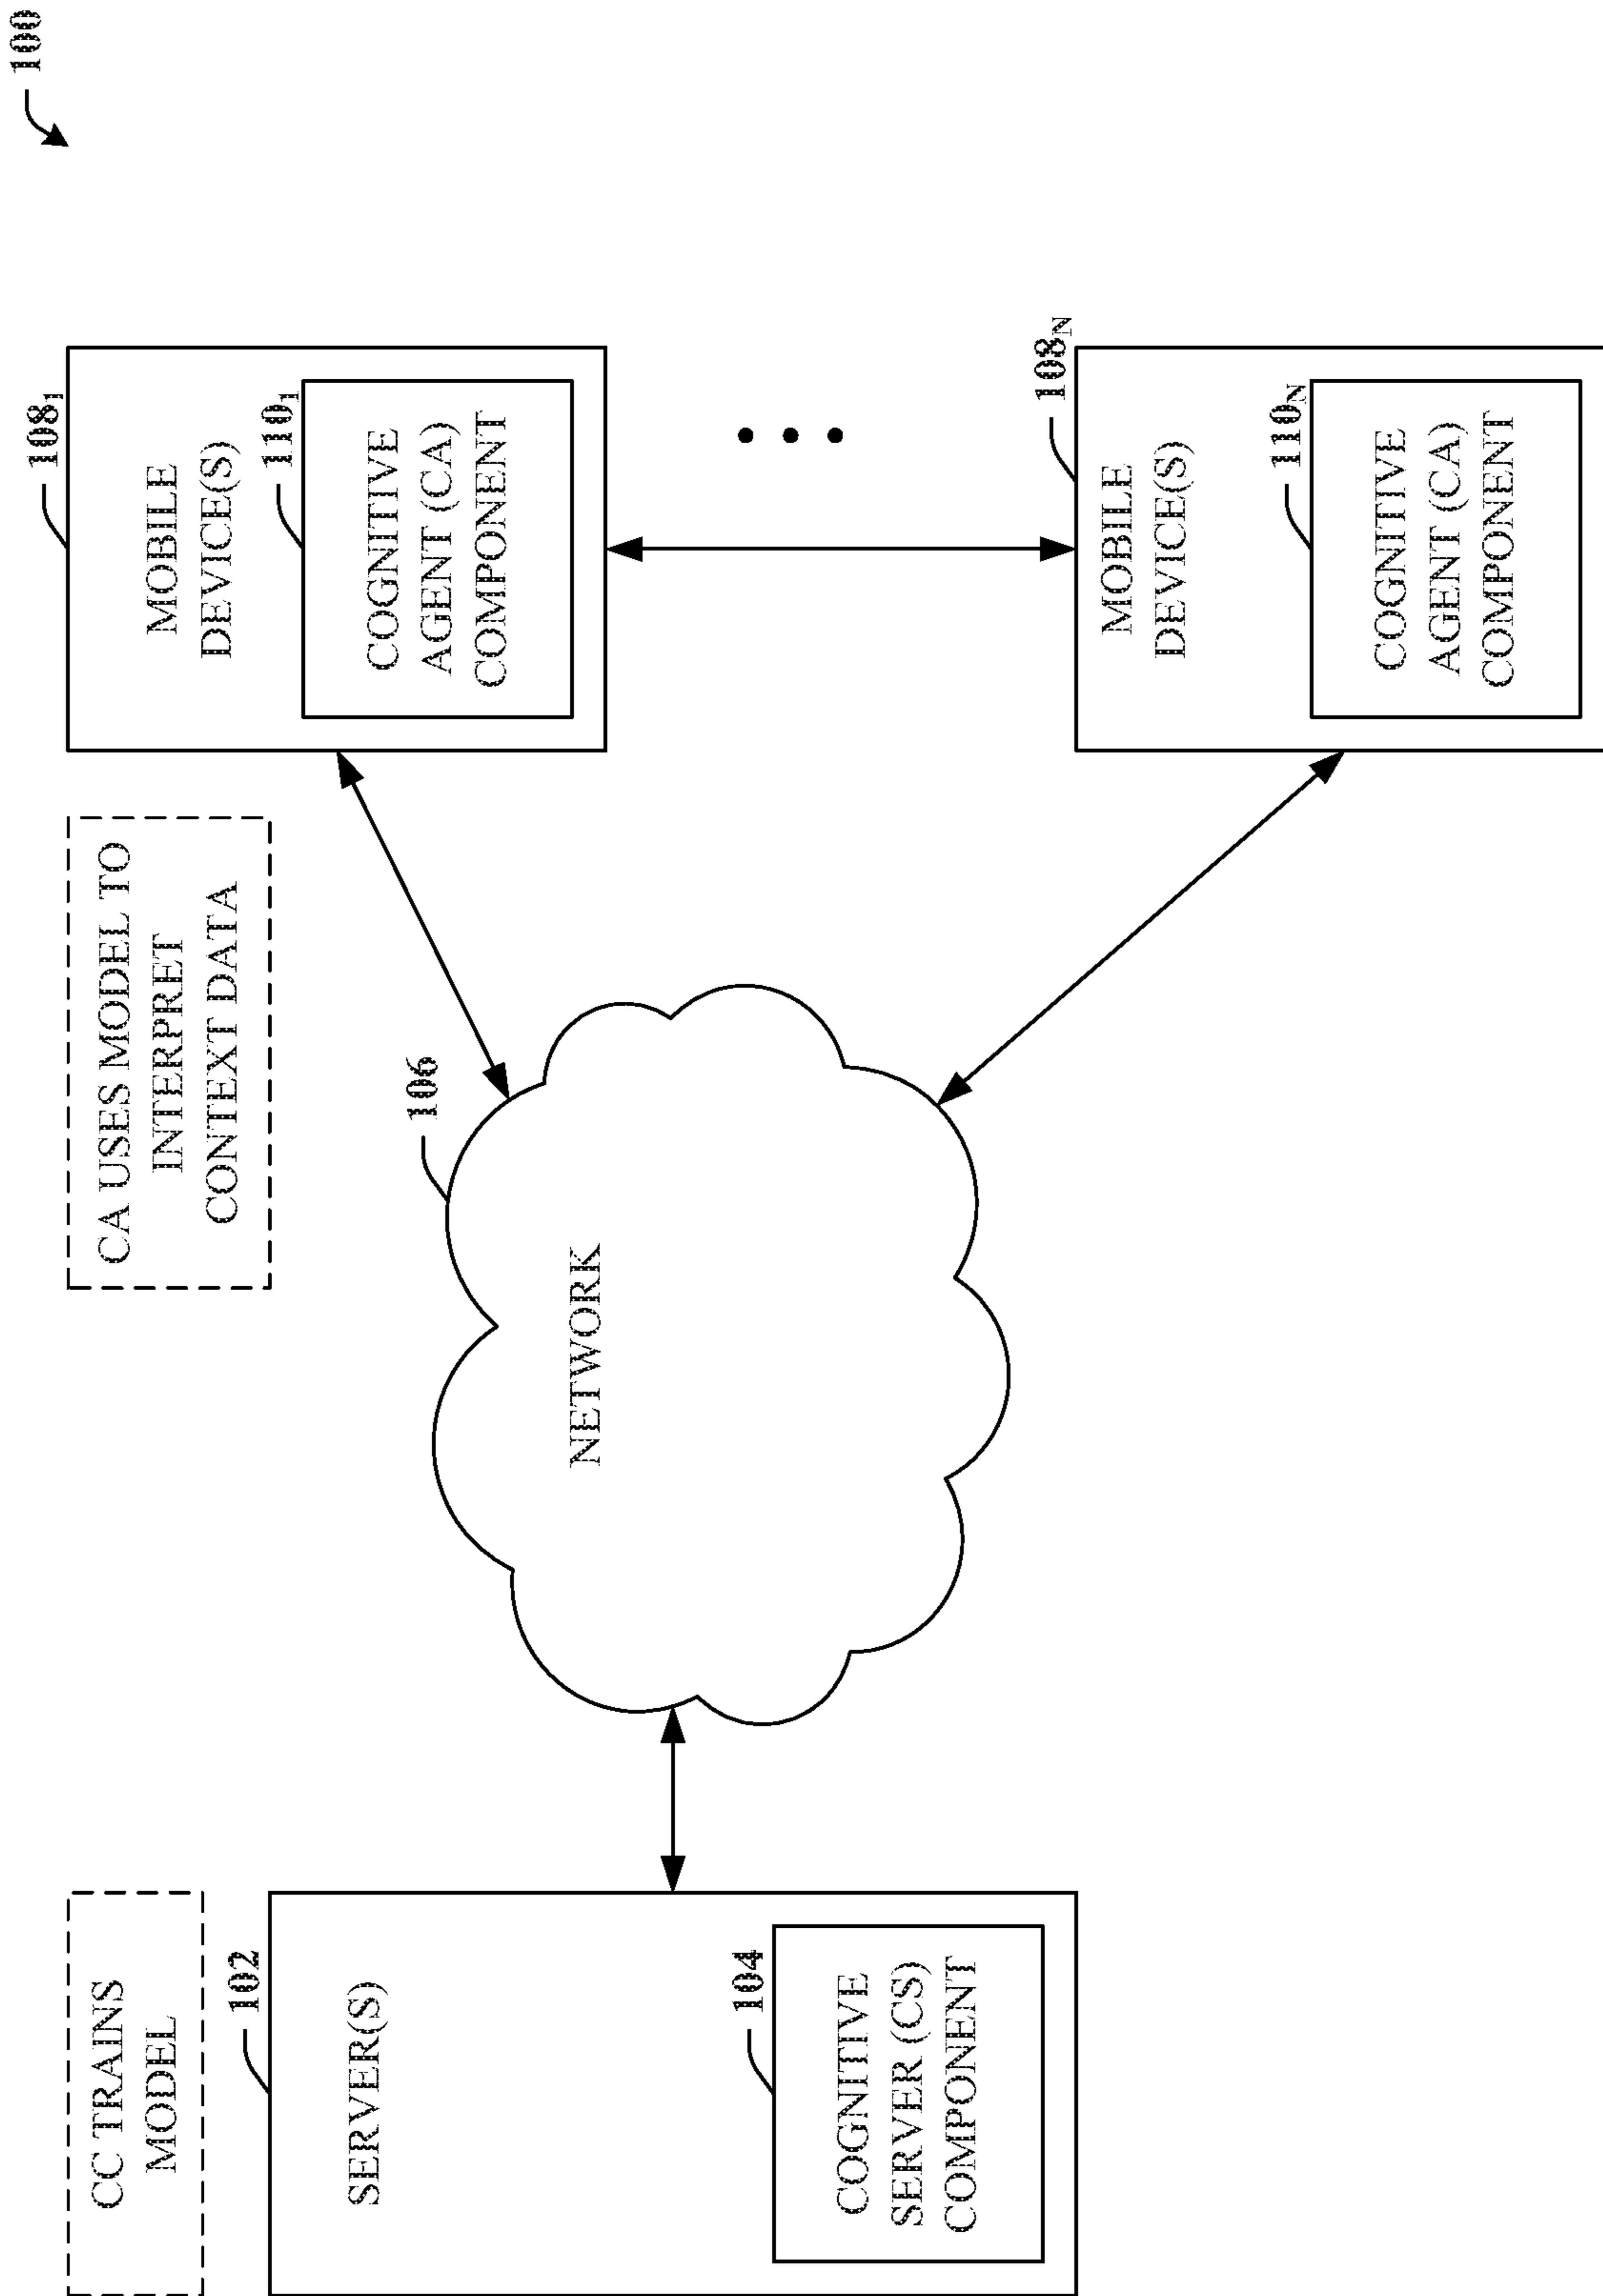 100
CC TRAINS
MODEL
102
SERVER(S)
104
COGNITIVE
SERVER (CS)
COMPONENT
CA USES MODEL TO
INTERPRET
CONTEXT DATA
106
NETWORK
108₁
MOBILE
DEVICE(S)
110₁
COGNITIVE
AGENT (CA)
COMPONENT
108N
MOBILE
DEVICE(S)
110N
COGNITIVE
AGENT (CA)
COMPONENT